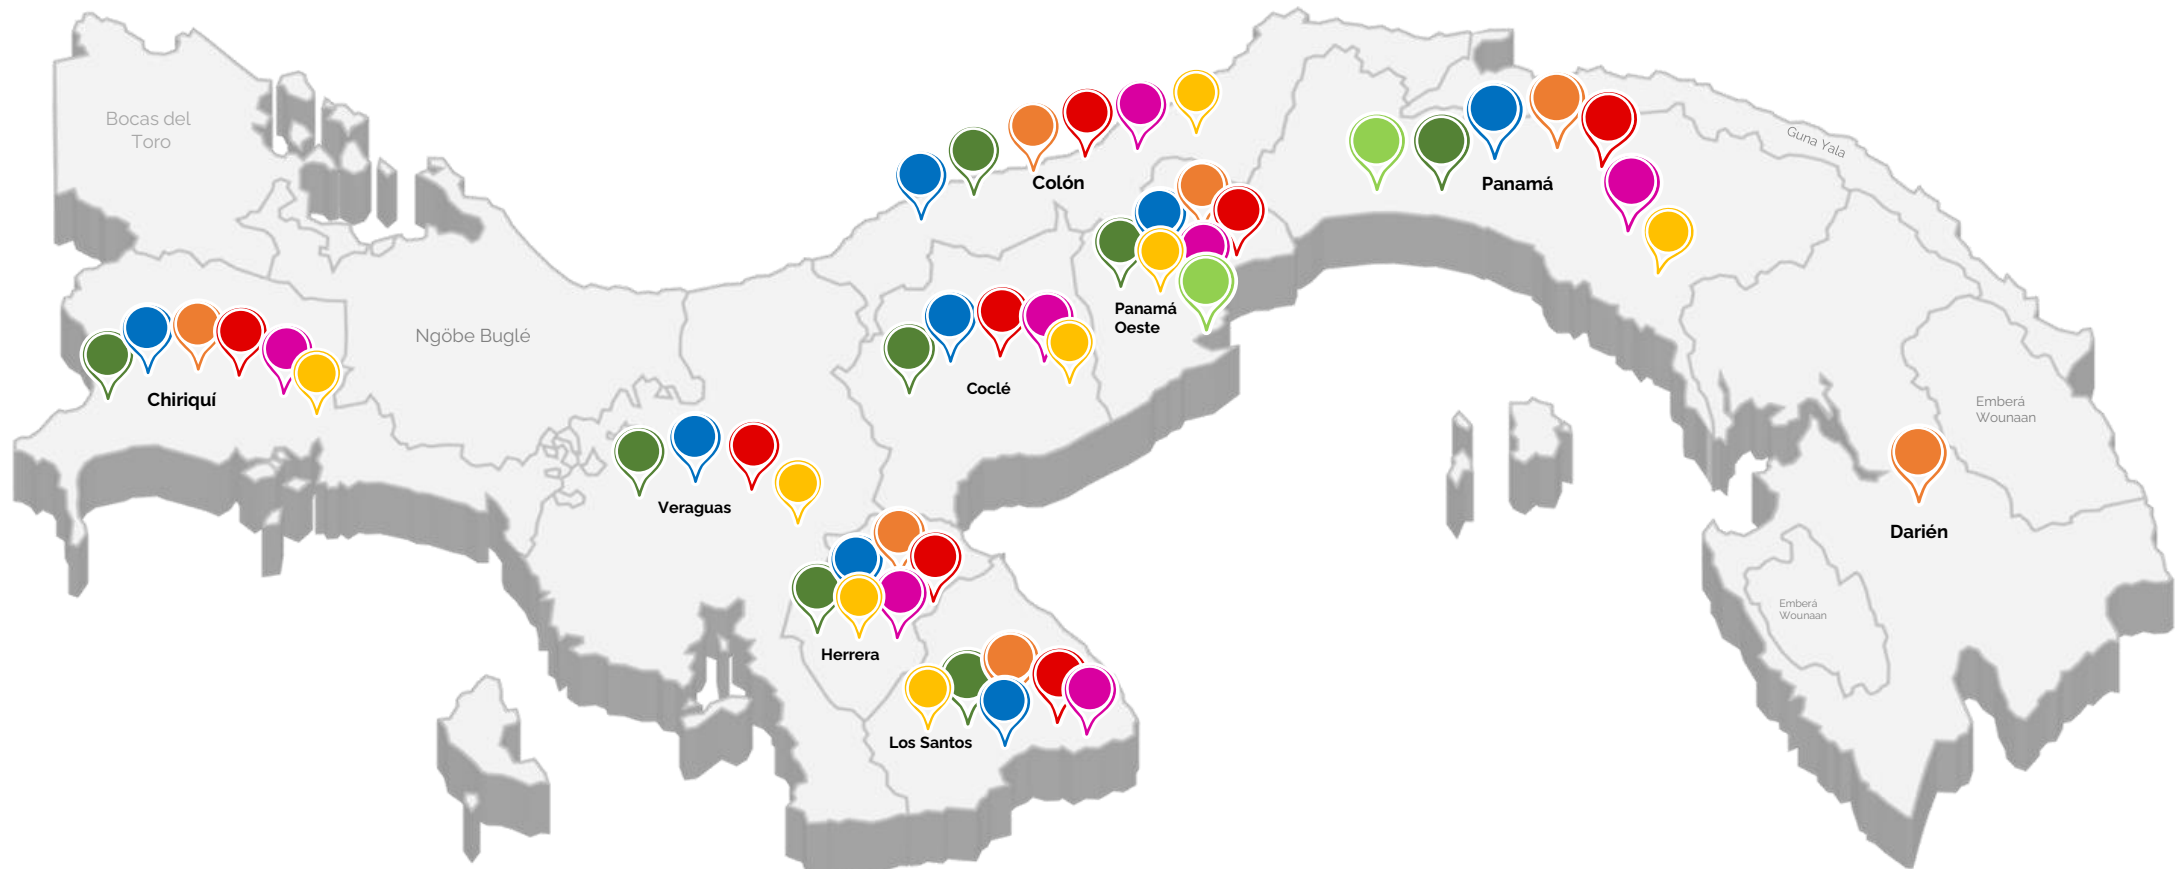 Bocas del
Toro
Guna Yala
Colón
Panamá
Panamá
Oeste
Ngöbe Buglé
Chiriquí
Coclé
Emberá
Wounaan
Veraguas
Darién
Emberá
Wounaan
Herrera
Los Santos